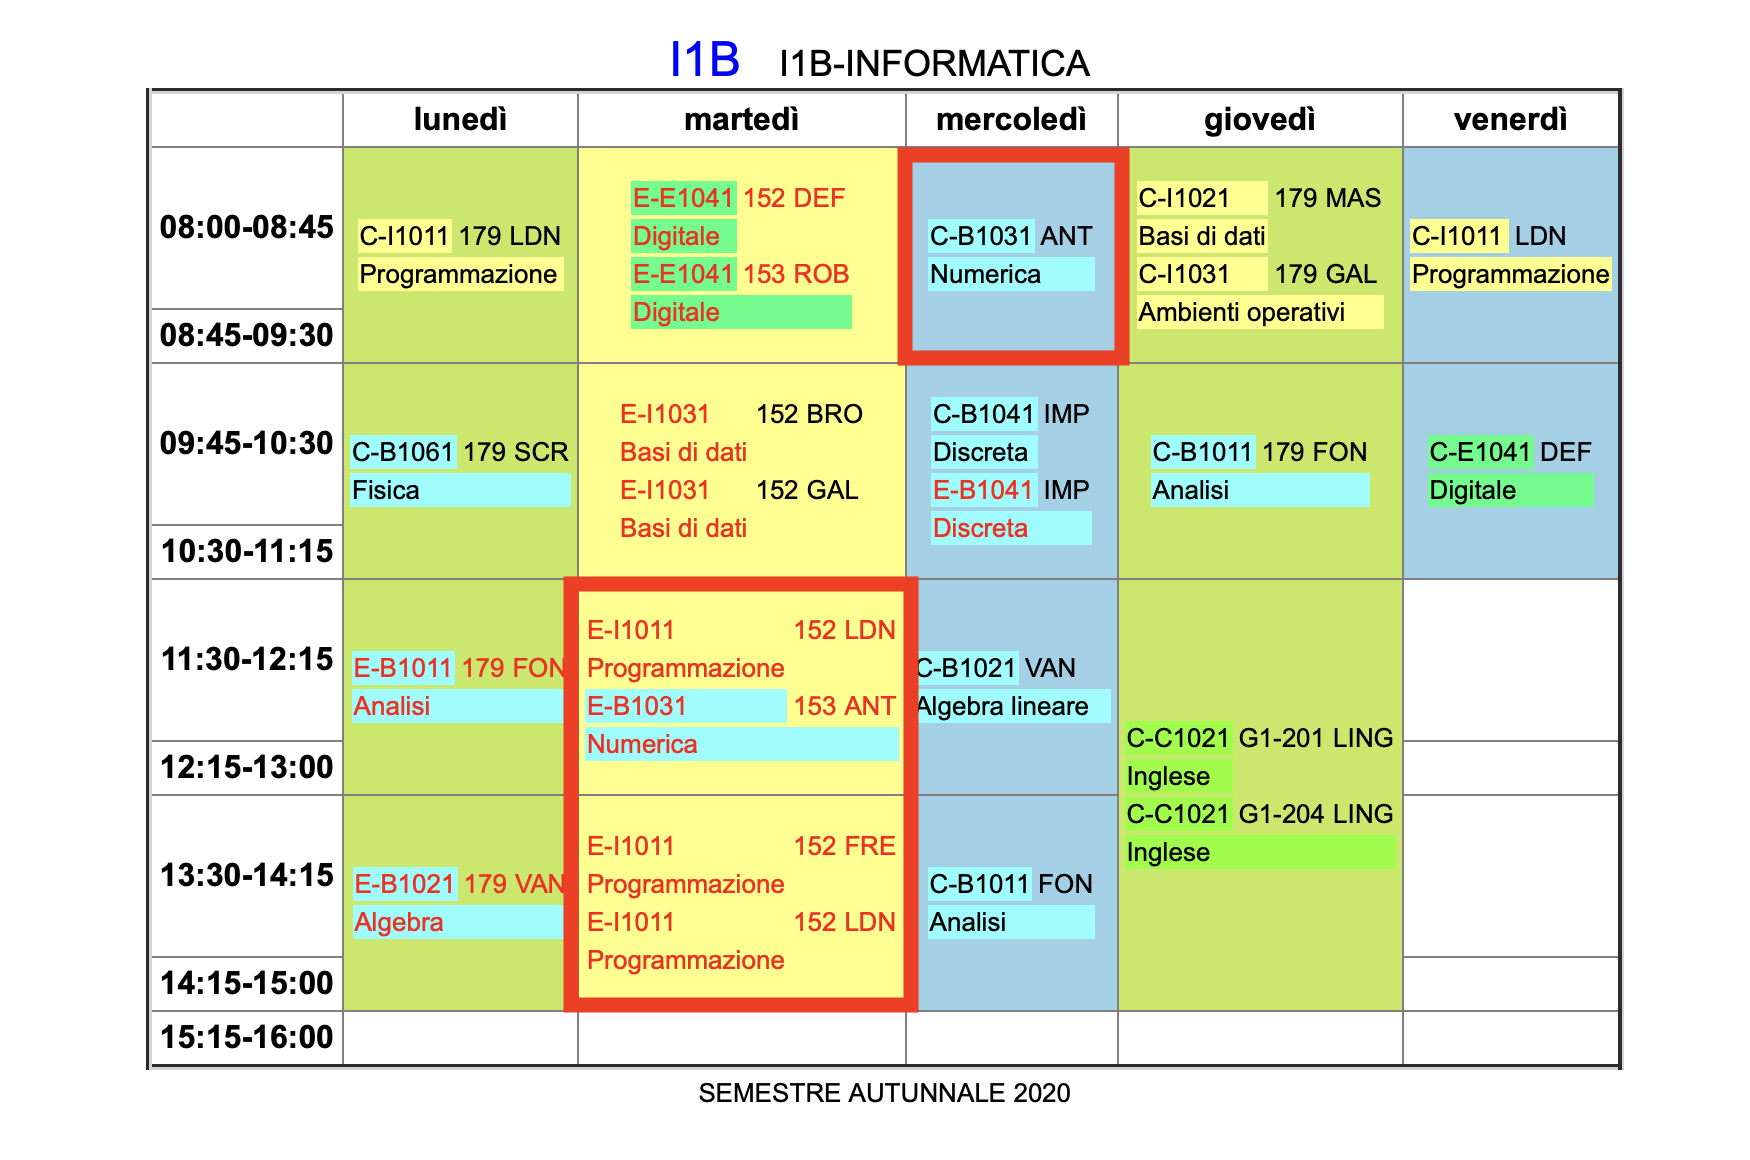 I1B I1B-INFORMATICA
lunedì martedì mercoledì giovedì venerdì
08:00-08:45
C-I1011 179 LDN
Programmazione
E-E1041 152 DEF
Digitale
E-E1041 153 ROB
Digitale
C-B1031 ANT
Numerica
C-I1021 179 MAS
Basi di dati
C-I1031 179 GAL
Ambienti operativi
C-I1011 LDN
Programmazione
08:45-09:30
09:45-10:30
C-B1061 179 SCR
Fisica
E-I1031 152 BRO
Basi di dati
E-I1031 152 GAL
Basi di dati
C-B1041 IMP
Discreta
E-B1041 IMP
Discreta
C-B1011 179 FON
Analisi
C-E1041 DEF
Digitale
10:30-11:15
11:30-12:15
E-B1011 179 FON
Analisi
E-I1011 152 LDN
Programmazione
E-B1031 153 ANT
Numerica
C-B1021 VAN
Algebra lineare
C-C1021 G1-201 LING
Inglese
C-C1021 G1-204 LING
Inglese
12:15-13:00
13:30-14:15
E-B1021 179 VAN
Algebra
E-I1011 152 FRE
Programmazione
E-I1011 152 LDN
Programmazione
C-B1011 FON
Analisi
14:15-15:00
15:15-16:00
SEMESTRE AUTUNNALE 2020